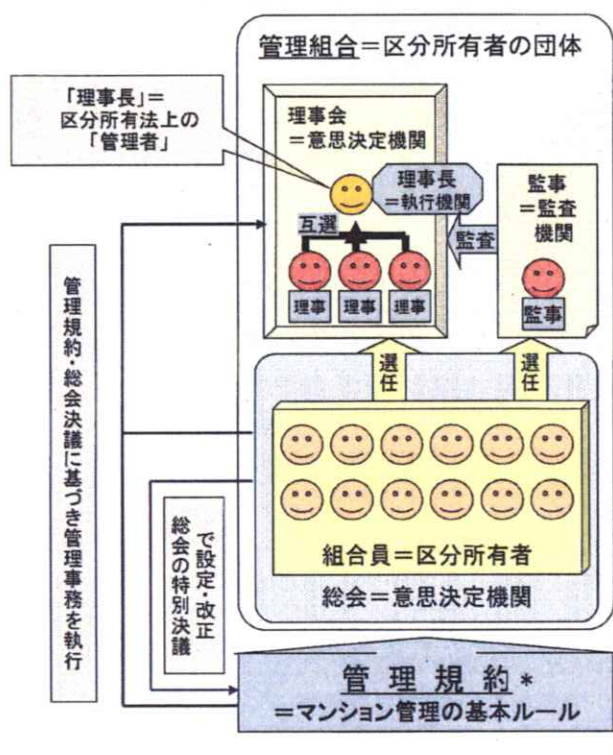 管理組合＝区分所有者の団体
「理事長」＝
区分所有法上の
「管理者」
理事会
＝意思決定機関
理事長
＝執行機関
互選
理事
理事
理事
監査
監事
＝監査
機関
監事
選任
選任
組合員＝区分所有者
総会＝意思決定機関
管理規約・総会決議に基づき管理事務を執行
総会の特別決議
で設定・改正
管理規約*
＝マンション管理の基本ルール